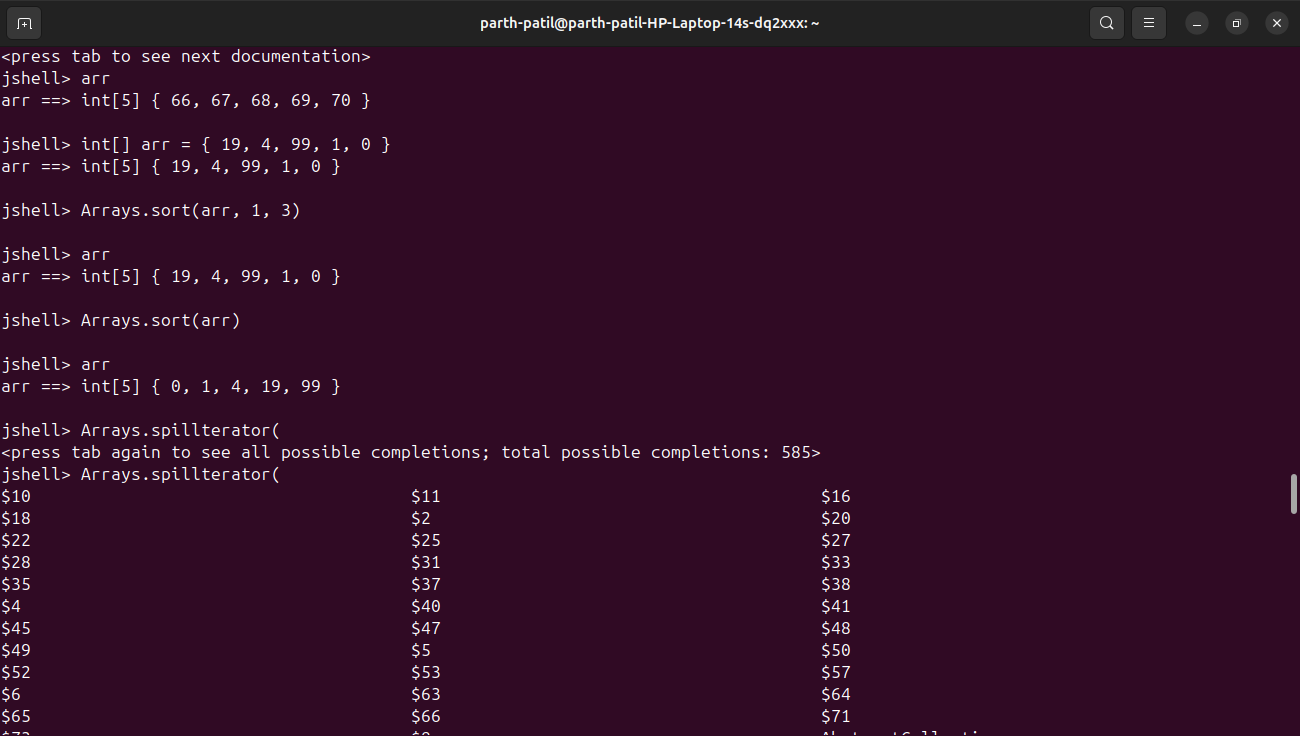 parth-patil@parth-patil-HP-Laptop-14s-dq2xxx: ~
<press tab to see next documentation>
jshell> arr
arr ==> int[5] { 66, 67, 68, 69, 70 }
jshell> int[] arr = { 19, 4, 99, 1, 0 }
arr ==> int[5] { 19, 4, 99, 1, 0 }
jshell> Arrays.sort(arr, 1, 3)
jshell> arr
arr ==> int[5] { 19, 4, 99, 1, 0 }
jshell> Arrays.sort(arr)
jshell> arr
arr ==> int[5] { 0, 1, 4, 19, 99 }
jshell> Arrays.spillterator(
<press tab again to see all possible completions; total possible completions: 585>
jshell> Arrays.spillterator(
$10 $11 $16
$18 $2 $20
$22 $25 $27
$28 $31 $33
$35 $37 $38
$4 $40 $41
$45 $47 $48
$49 $5 $50
$52 $53 $57
$6 $63 $64
$65 $66 $71